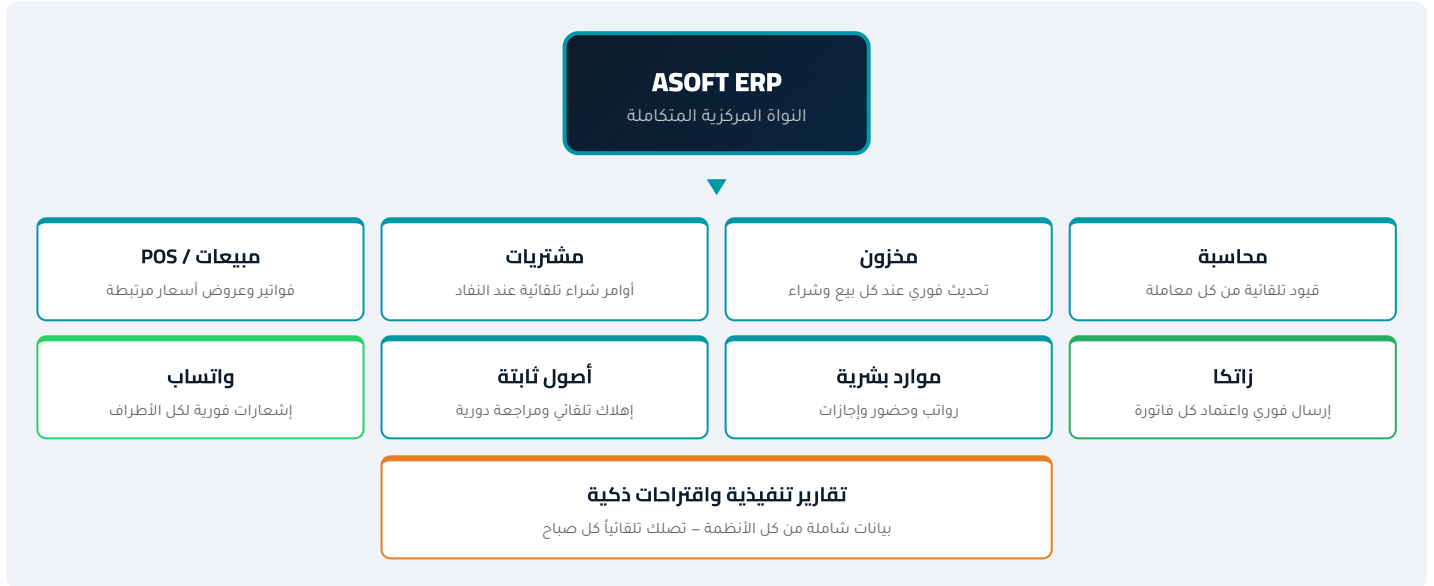 ASOFT ERP
النواة المركزية المتكاملة
محاسبة
قيود تلقائية من كل معاملة
مخزون
تحديث فوري عند كل بيع وشراء
مشتريات
أوامر شراء تلقائية عند النفاد
مبيعات / POS
فواتير وعروض أسعار مرتبطة
زاتكا
إرسال فوري واعتماد كل فاتورة
موارد بشرية
رواتب وحضور وإجازات
أصول ثابتة
إهلاك تلقائي ومراجعة دورية
واتساب
إشعارات فورية لكل الأطراف
تقارير تنفيذية واقتراحات ذكية
بيانات شاملة من كل الأنظمة – تصلك تلقائياً كل صباح